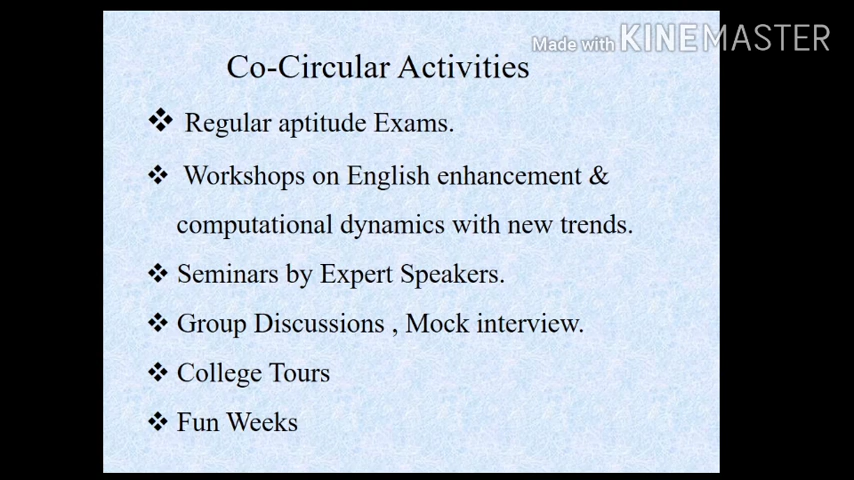 Made with KINEMASTER
Co-Circular Activities
❖ Regular aptitude Exams.
❖ Workshops on English enhancement &
computational dynamics with new trends.
❖ Seminars by Expert Speakers.
❖ Group Discussions , Mock interview.
❖ College Tours
❖ Fun Weeks